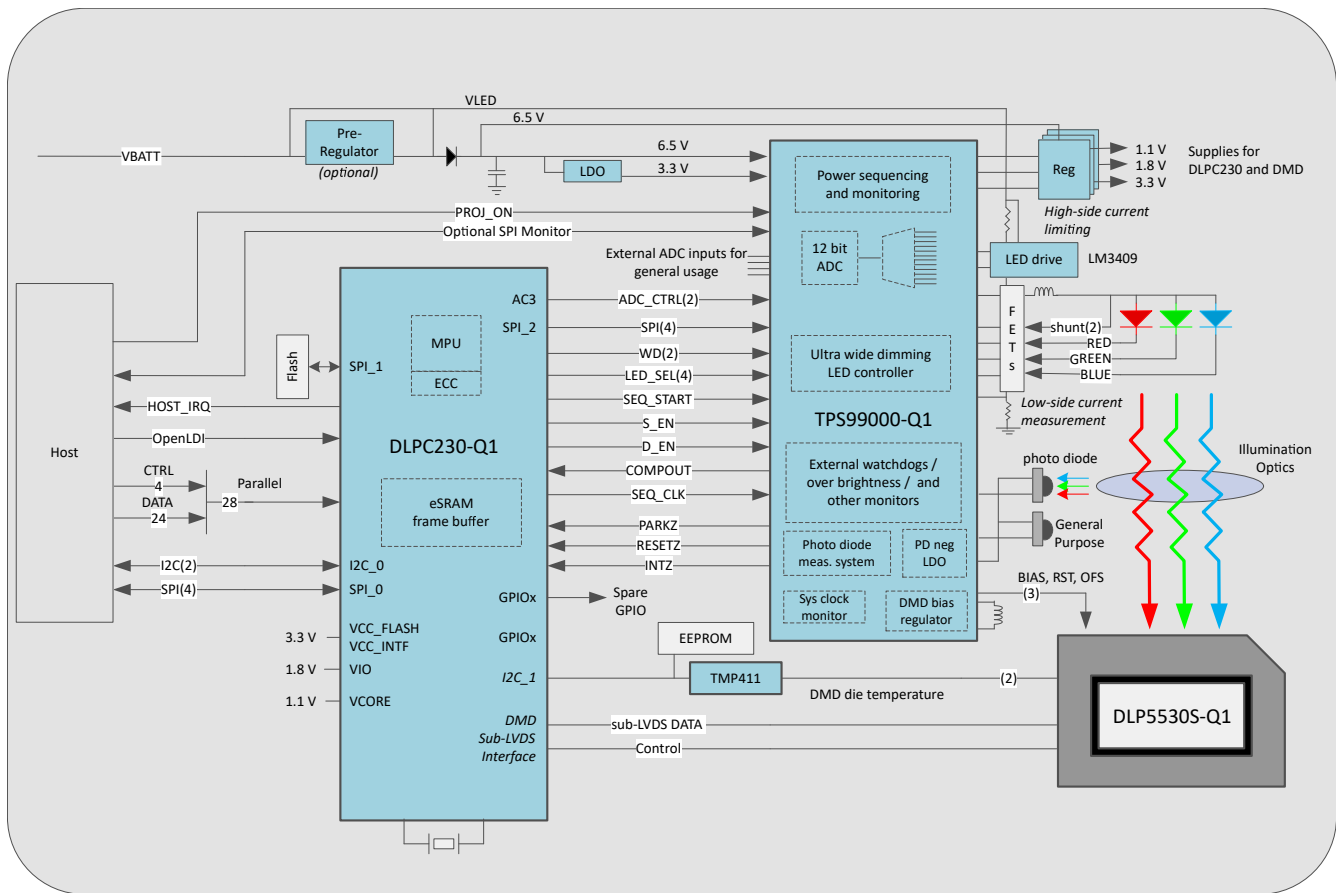 VLED
6.5 V
VBATT
Pre-
Regulator
(optional)
6.5 V
LDO
3.3 V
Power sequencing
and monitoring
Reg
1.1 V
1.8 V
3.3 V
Supplies for
DLPC230 and DMD
High-side current
limiting
PROJ_ON
Optional SPI Monitor
External ADC inputs for
general usage
12 bit
ADC
LED drive
LM3409
Host
Flash
SPI_1
AC3
SPI_2
MPU
ECC
ADC_CTRL(2)
SPI(4)
WD(2)
LED_SEL(4)
SEQ_START
S_EN
D_EN
COMPOUT
SEQ_CLK
PARKZ
RESETZ
INTZ
Ultra wide dimming
LED controller
TPS99000-Q1
F
E
T
s
shunt(2)
RED
GREEN
BLUE
Low-side current
measurement
HOST_IRQ
OpenLDI
CTRL
4
DATA
24
28
Parallel
I2C(2)
SPI(4)
DLPC230-Q1
eSRAM
frame buffer
I2C_0
SPI_0
External watchdogs /
over brightness / and
other monitors
photo diode
Illumination
Optics
General
Purpose
Photo diode
meas. system
PD neg
LDO
Sys clock
monitor
DMD bias
regulator
BIAS, RST, OFS
(3)
GPIOx
Spare
GPIO
GPIOx
3.3 V
VCC_FLASH
VCC_INTF
1.8 V
VIO
1.1 V
VCORE
EEPROM
I2C_1
TMP411
DMD die temperature
(2)
DMD
Sub-LVDS
Interface
sub-LVDS DATA
Control
DLP5530S-Q1